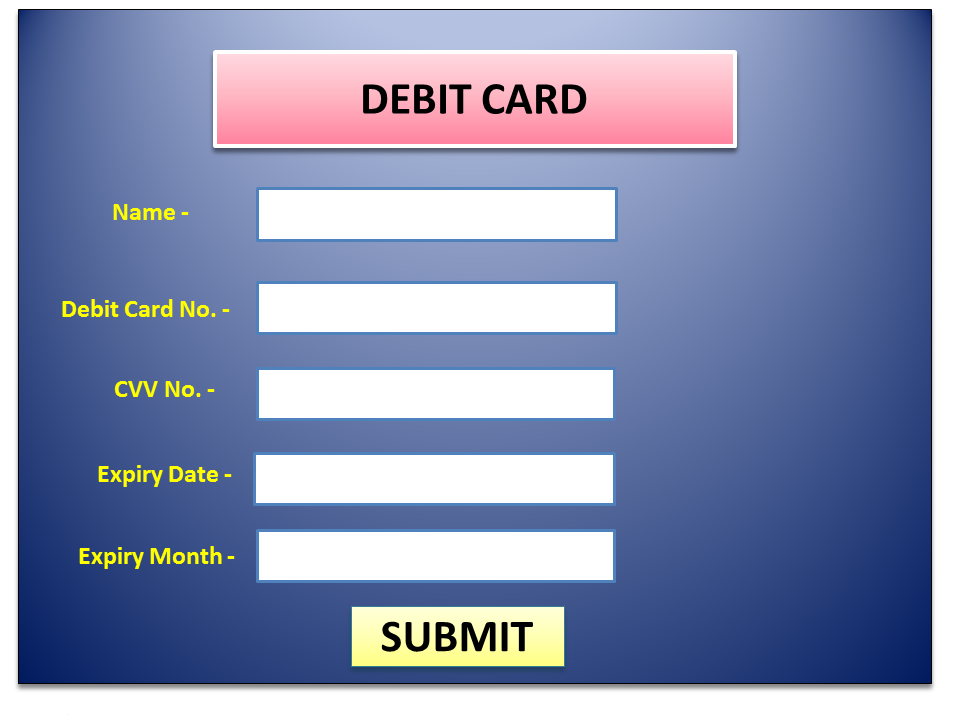 DEBIT CARD
Name -
Debit Card No. -
CVV No. -
Expiry Date -
Expiry Month -
SUBMIT